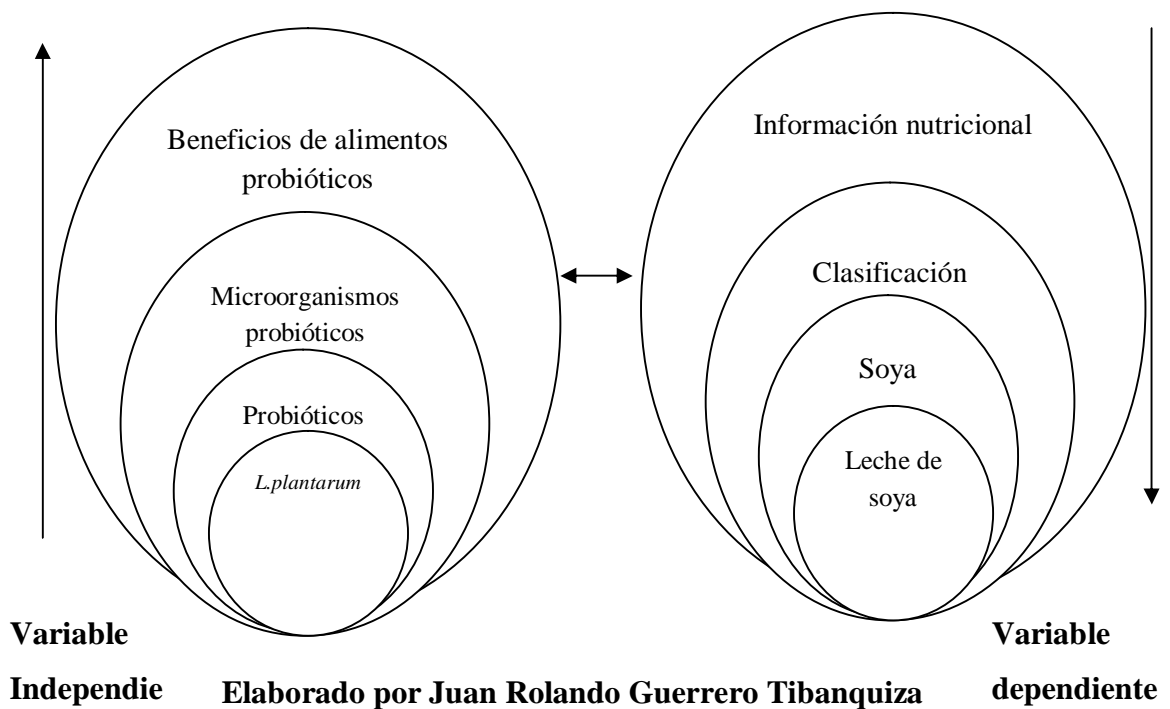 Beneficios de alimentos
probióticos
Microorganismos
probióticos
Probióticos
L.plantarum
Información nutricional
Clasificación
Soya
Leche de
soya
Variable
Independie
Elaborado por Juan Rolando Guerrero Tibanquiza
Variable
dependiente